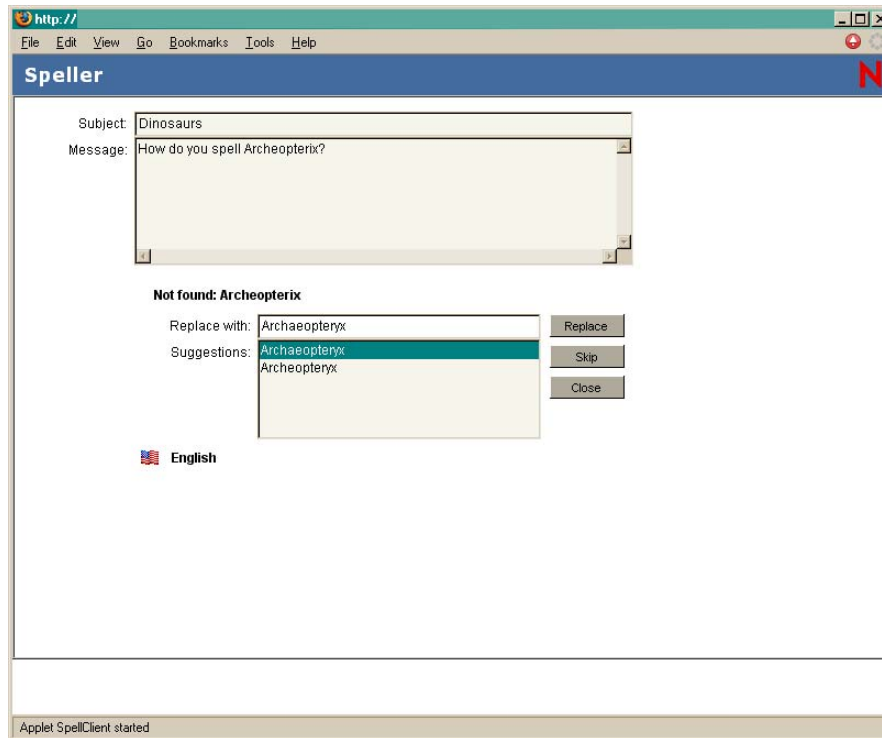 http://
File Edit View Go Bookmarks Tools Help
Speller
N
Subject: Dinosaurs
Message: How do you spell Archeopterix?
Not found: Archeopterix
Replace with: Archaeopteryx Replace
Suggestions: Archaeopteryx Skip
Archeopteryx
Close
English
Applet SpellClient started